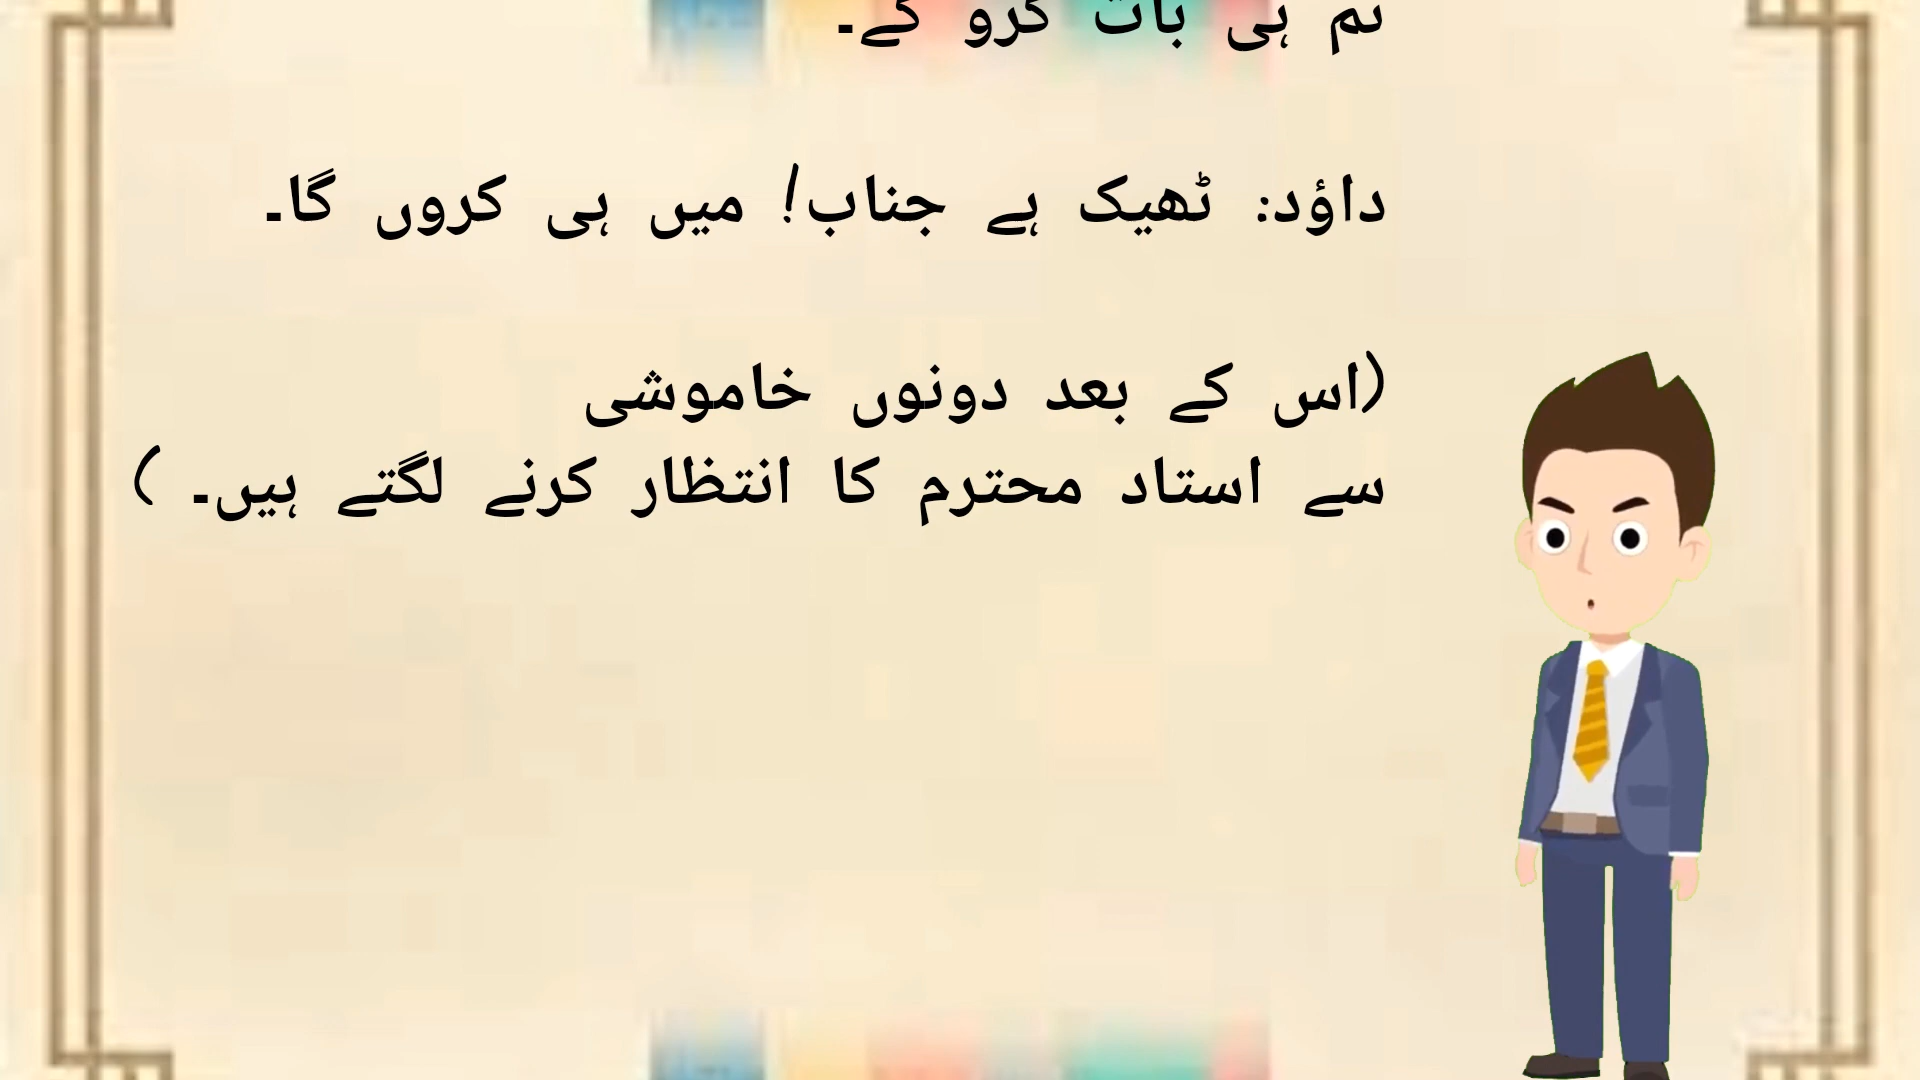 تم ہی بات کرو گے۔
داؤد: ٹھیک ہے جناب! میں ہی کروں گا۔
(اس کے بعد دونوں خاموشی
سے استاد محترم کا انتظار کرنے لگتے ہیں۔ )